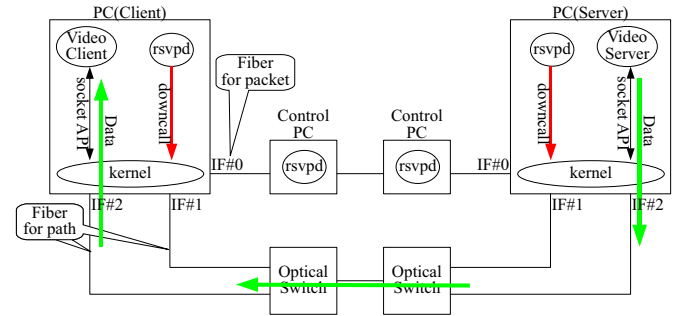 PC(Client)
PC(Server)
Video
Client
rsvpd
Fiber
for packet
rsvpd
Video
Server
socket API
Data
downcall
Control
PC
Control
PC
downcall
socket API
Data
kernel
IF#0
rsvpd
rsvpd
IF#0
kernel
Fiber
for path
IF#2
IF#1
IF#1
IF#2
Optical
Switch
Optical
Switch